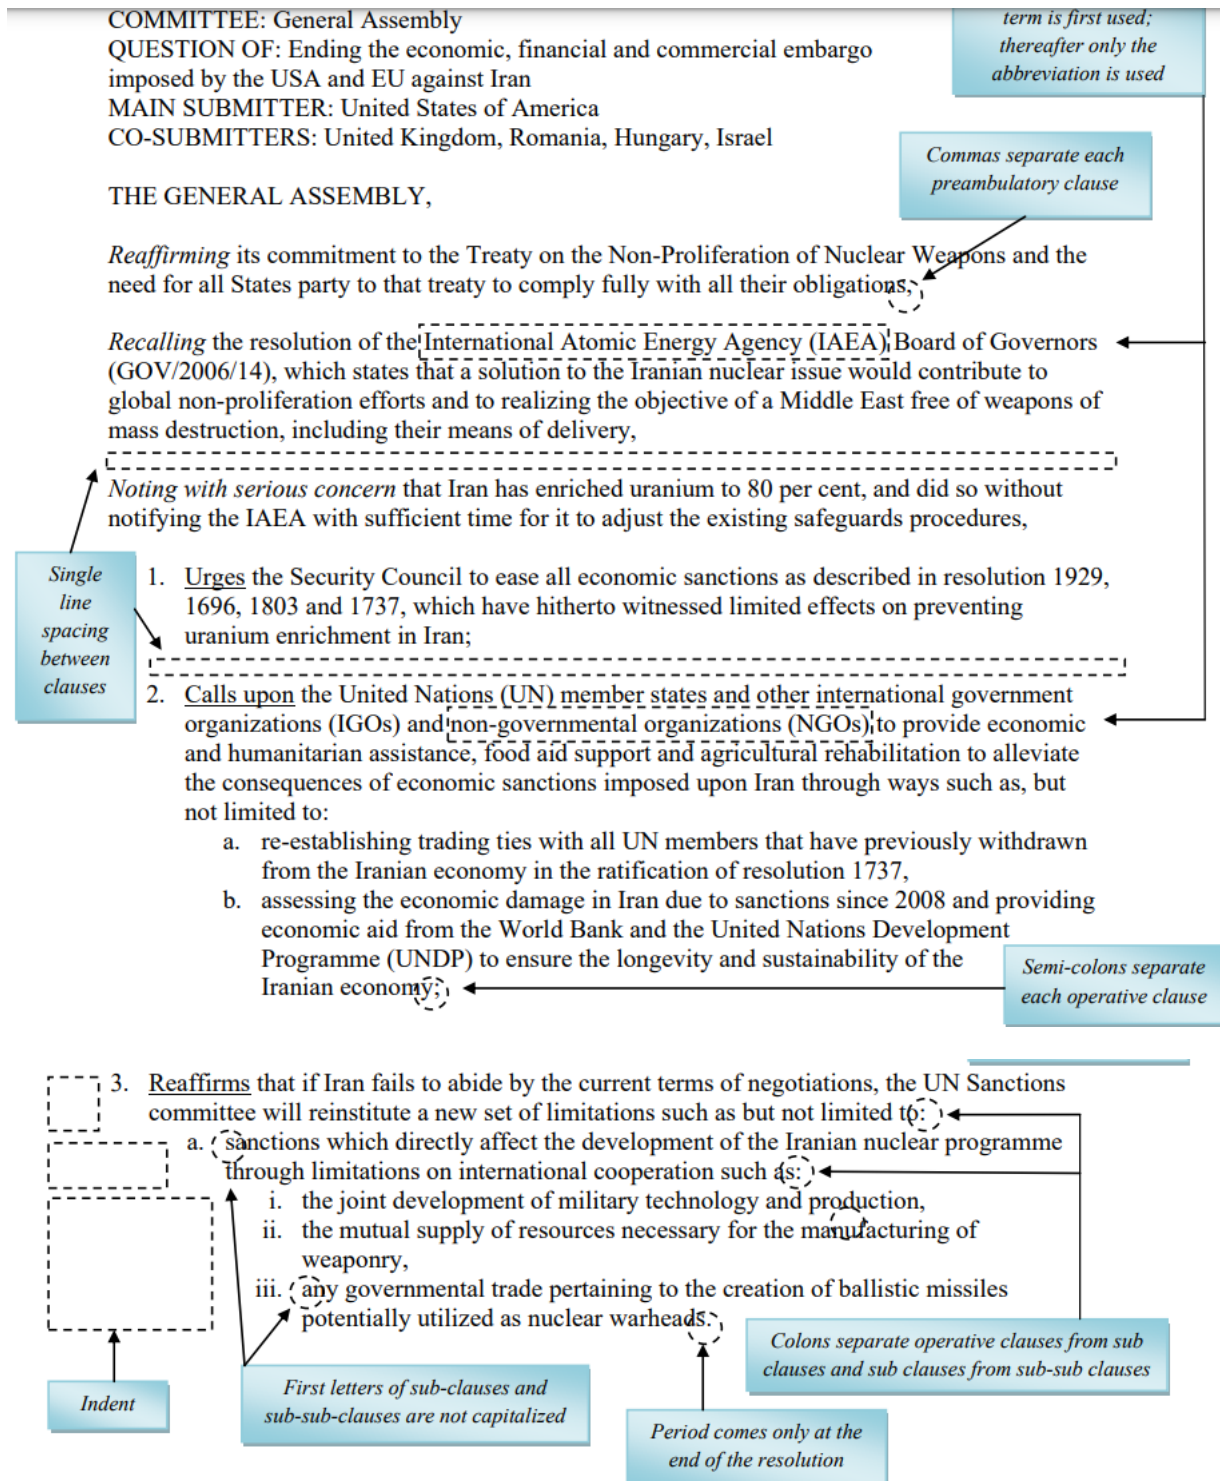 COMMITTEE: General Assembly
QUESTION OF: Ending the economic, financial and commercial embargo
imposed by the USA and EU against Iran
MAIN SUBMITTER: United States of America
CO-SUBMITTERS: United Kingdom, Romania, Hungary, Israel
term is first used;
thereafter only the
abbreviation is used
Commas separate each
preambulatory clause
THE GENERAL ASSEMBLY,
Reaffirming its commitment to the Treaty on the Non-Proliferation of Nuclear Weapons and the
need for all States party to that treaty to comply fully with all their obligations,
Recalling the resolution of the International Atomic Energy Agency (IAEA) Board of Governors
(GOV/2006/14), which states that a solution to the Iranian nuclear issue would contribute to
global non-proliferation efforts and to realizing the objective of a Middle East free of weapons of
mass destruction, including their means of delivery,
Noting with serious concern that Iran has enriched uranium to 80 per cent, and did so without
notifying the IAEA with sufficient time for it to adjust the existing safeguards procedures,
Single
line
spacing
between
clauses
1. Urges the Security Council to ease all economic sanctions as described in resolution 1929,
1696, 1803 and 1737, which have hitherto witnessed limited effects on preventing
uranium enrichment in Iran;
2. Calls upon the United Nations (UN) member states and other international government
organizations (IGOs) and non-governmental organizations (NGOs) to provide economic
and humanitarian assistance, food aid support and agricultural rehabilitation to alleviate
the consequences of economic sanctions imposed upon Iran through ways such as, but
not limited to:
a. re-establishing trading ties with all UN members that have previously withdrawn
from the Iranian economy in the ratification of resolution 1737,
b. assessing the economic damage in Iran due to sanctions since 2008 and providing
economic aid from the World Bank and the United Nations Development
Programme (UNDP) to ensure the longevity and sustainability of the
Iranian economy;
Semi-colons separate
each operative clause
3. Reaffirms that if Iran fails to abide by the current terms of negotiations, the UN Sanctions
committee will reinstitute a new set of limitations such as but not limited to:
a. sanctions which directly affect the development of the Iranian nuclear programme
through limitations on international cooperation such as:
i. the joint development of military technology and production,
ii. the mutual supply of resources necessary for the manufacturing of
weaponry,
iii. any governmental trade pertaining to the creation of ballistic missiles
potentially utilized as nuclear warheads.
Indent
First letters of sub-clauses and
sub-sub-clauses are not capitalized
Colons separate operative clauses from sub
clauses and sub clauses from sub-sub clauses
Period comes only at the
end of the resolution